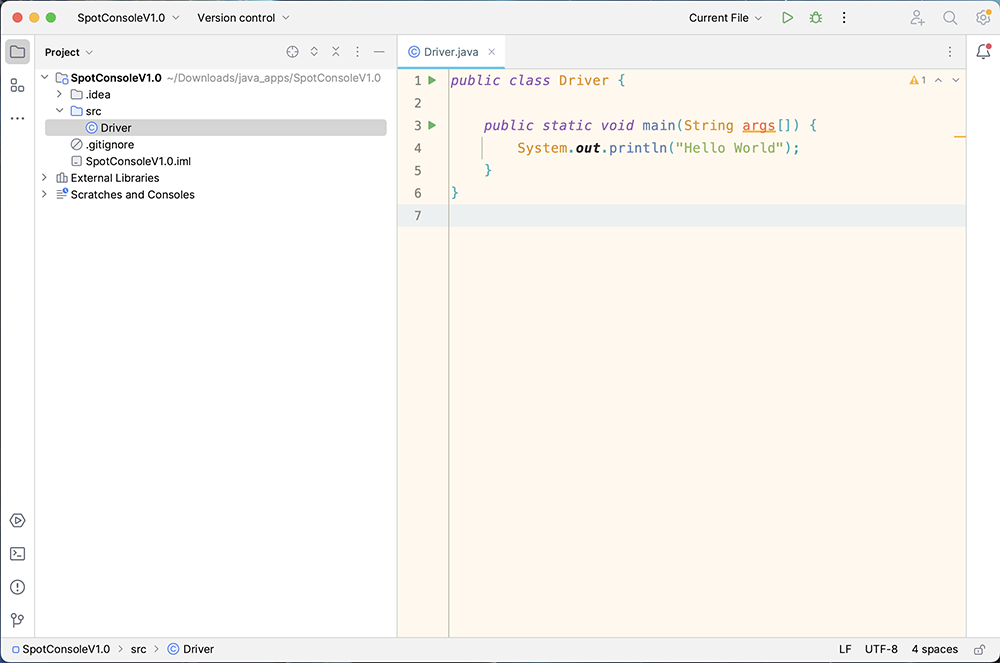 SpotConsoleV1.0 Version control Current File
Project
SpotConsoleV1.0 ~/Downloads/java_apps/SpotConsoleV1.0
.idea
src
Driver
.gitignore
SpotConsoleV1.0.iml
External Libraries
Scratches and Consoles
Driver.java
1 public class Driver { 1
2
3 public static void main(String args[]) {
4 System.out.println("Hello World");
5 }
6 }
7
SpotConsoleV1.0 > src > Driver LF UTF-8 4 spaces